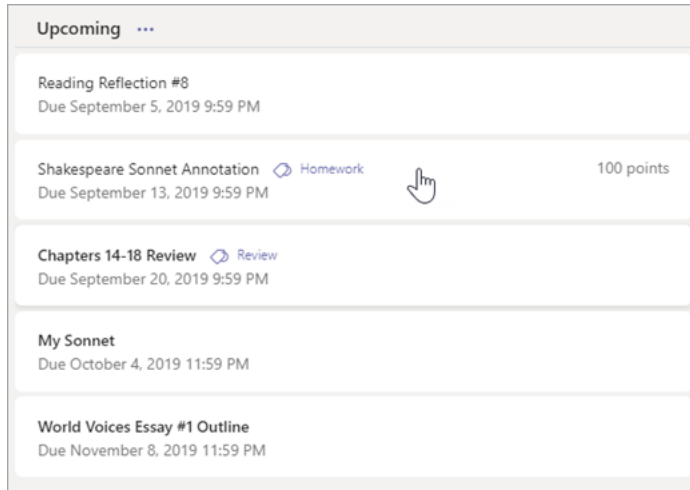 Upcoming ...
Reading Reflection #8
Due September 5, 2019 9:59 PM
Shakespeare Sonnet Annotation Homework 100 points
Due September 13, 2019 9:59 PM
Chapters 14-18 Review Review
Due September 20, 2019 9:59 PM
My Sonnet
Due October 4, 2019 11:59 PM
World Voices Essay #1 Outline
Due November 8, 2019 11:59 PM